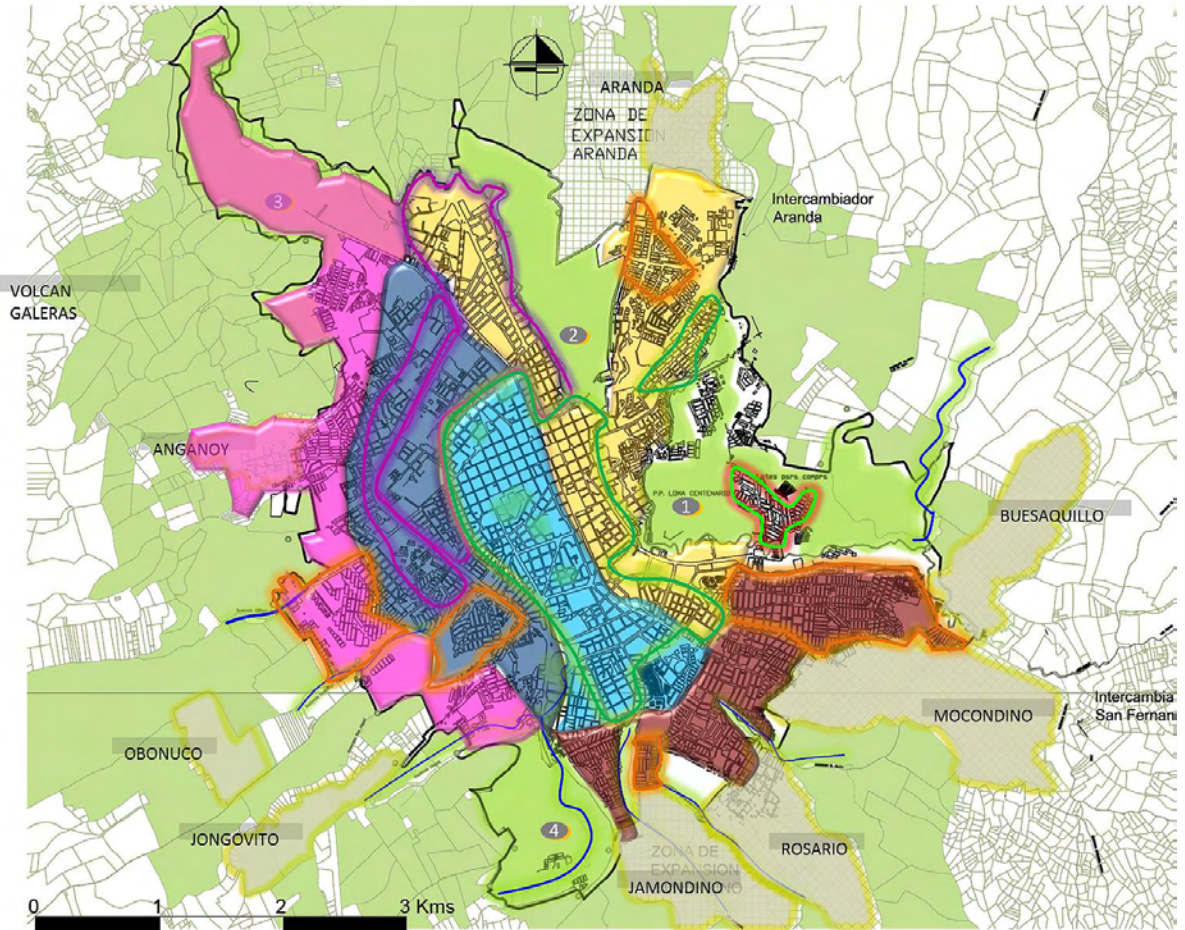 N
ARANDA
ZONA DE
EXPANSION
ARANDA
Intercambiador
Aranda
3
VOLCAN
GALERAS
2
ANGANOY
P.P. LOMA CENTENARIO
1
BUESAQUILLO
Intercambia
San Fernan
MOCONDINO
OBONUCO
JONGOVITO
4
ROSARIO
ZONA DE
EXPANSION
JAMONDINO
0 1 2 3 Kms